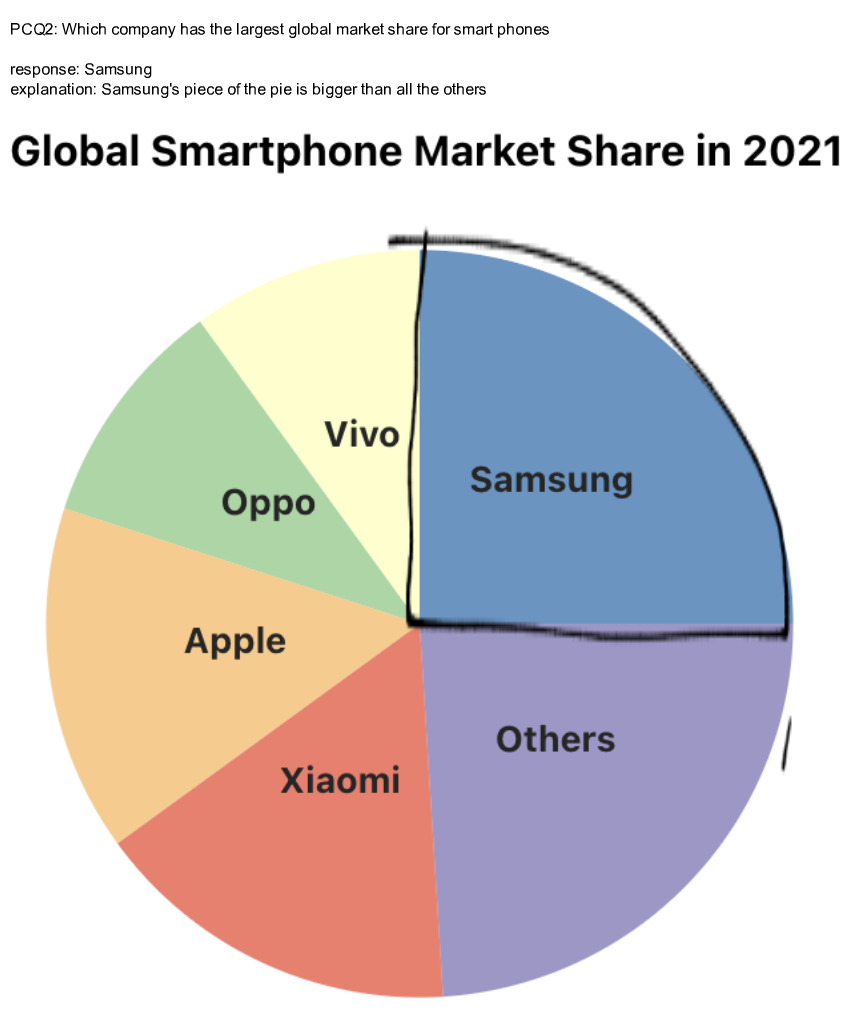 PCQ2: Which company has the largest global market share for smart phones
response: Samsung
explanation: Samsung's piece of the pie is bigger than all the others
Global Smartphone Market Share in 2021
Vivo
Samsung
Oppo
Apple
Others
Xiaomi